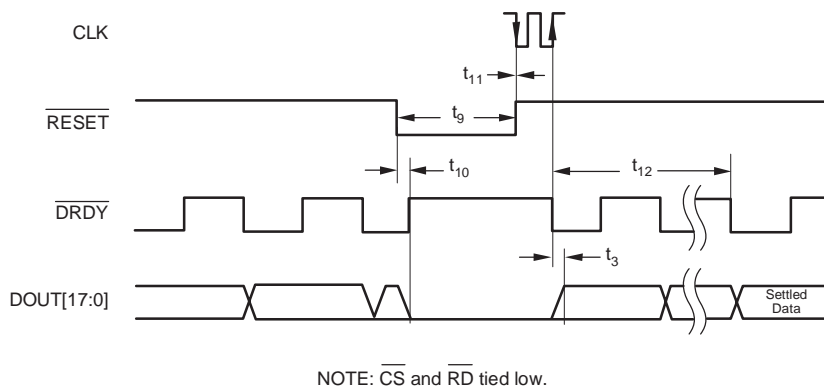 CLK
t11
RESET
t9
t10
t12
DRDY
t3
DOUT[17:0]
Settled
Data
NOTE: CS and RD tied low.